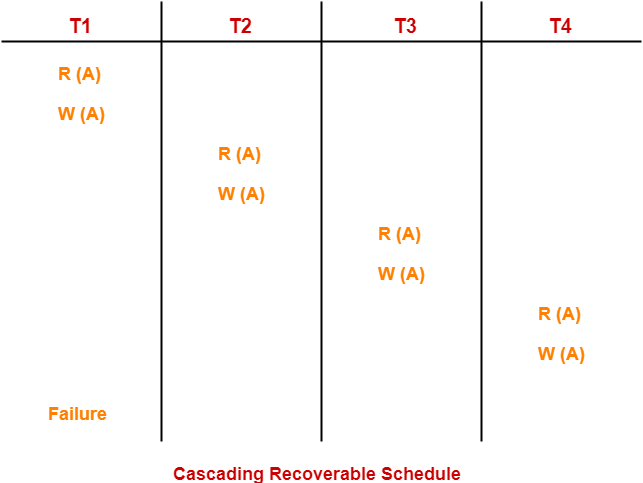 T1 T2 T3 T4
R (A)
W (A)
R (A)
W (A)
R (A)
W (A)
R (A)
W (A)
Failure
Cascading Recoverable Schedule